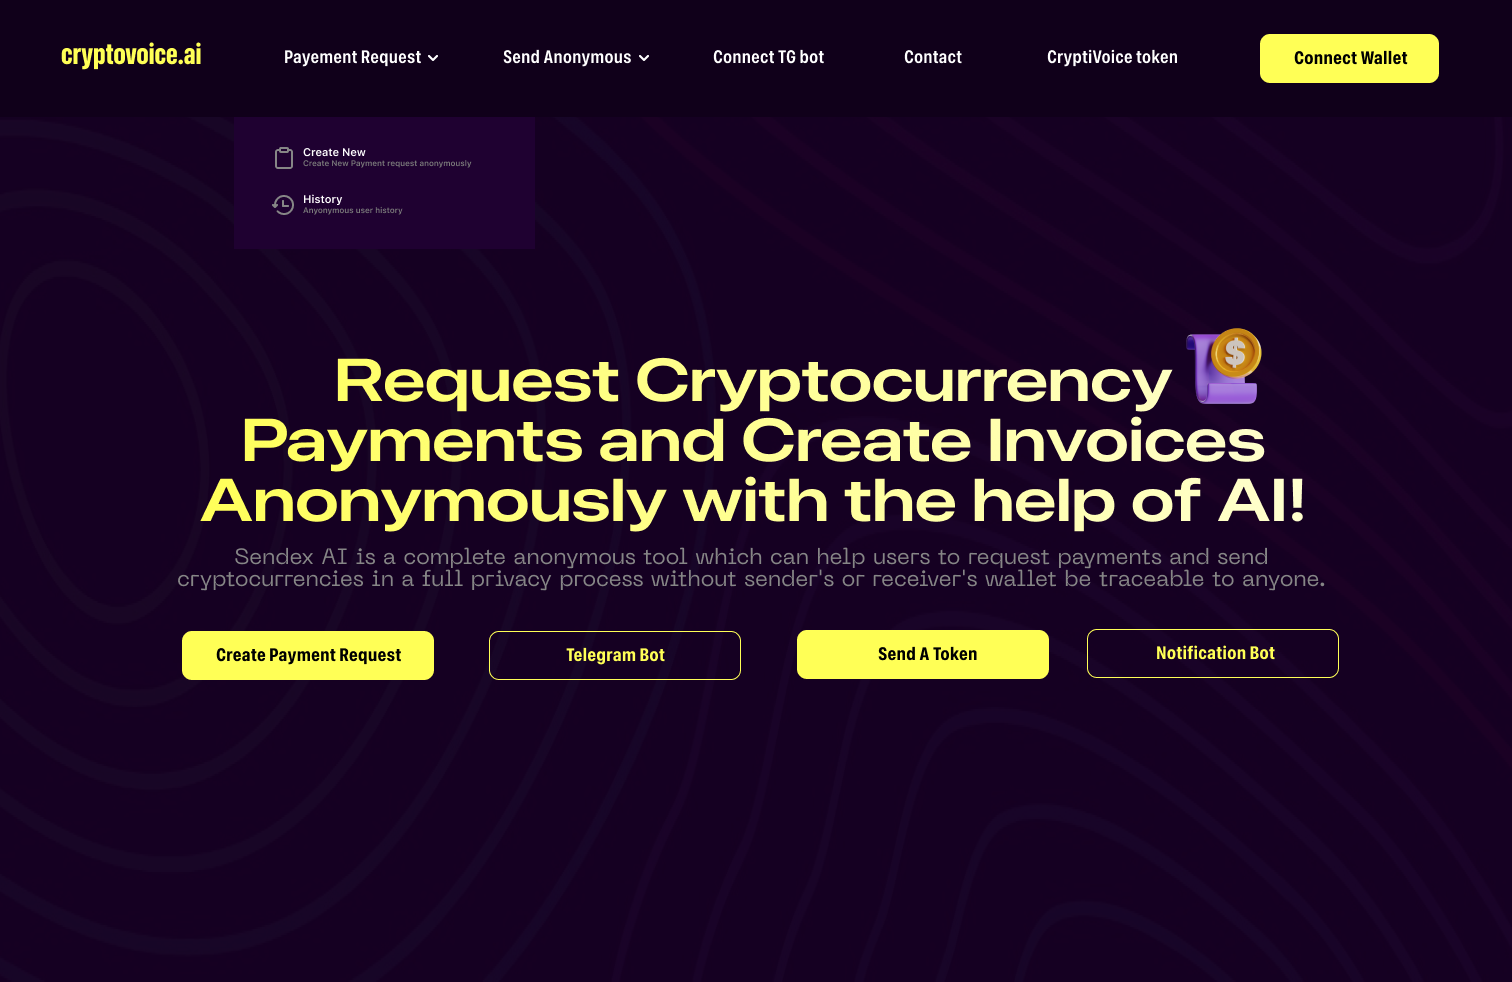 cryptovoice.ai
Payement Request
Send Anonymous
Connect TG bot
Contact
CryptiVoice token
Connect Wallet
Create New
Create New Payment request anonymously
History
Anyonymous user history
Request Cryptocurrency
$
Payments and Create Invoices
Anonymously with the help of AI!
Sendex AI is a complete anonymous tool which can help users to request payments and send
cryptocurrencies in a full privacy process without sender's or receiver's wallet be traceable to anyone.
Create Payment Request
Telegram Bot
Send A Token
Notification Bot